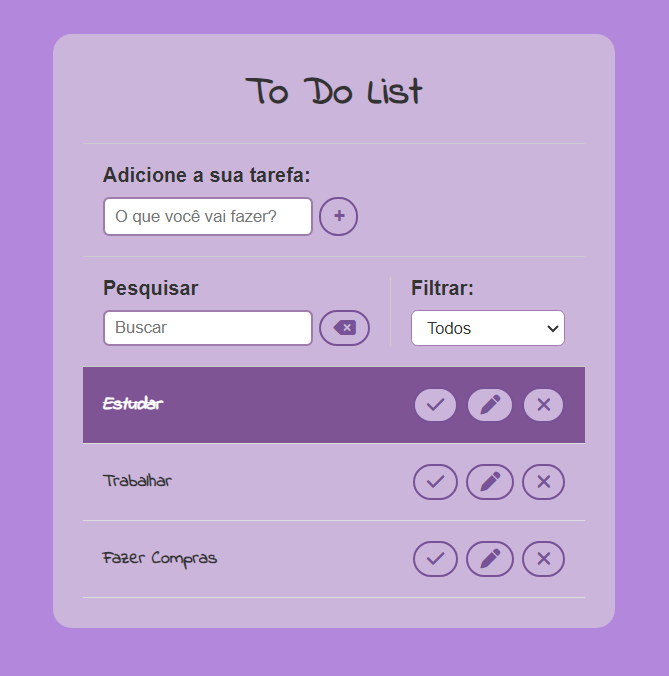 To Do List
Adicione a sua tarefa:
O que você vai fazer? +
Pesquisar
Buscar
Filtrar:
Todos
Estudar
Trabalhar
Fazer Compras